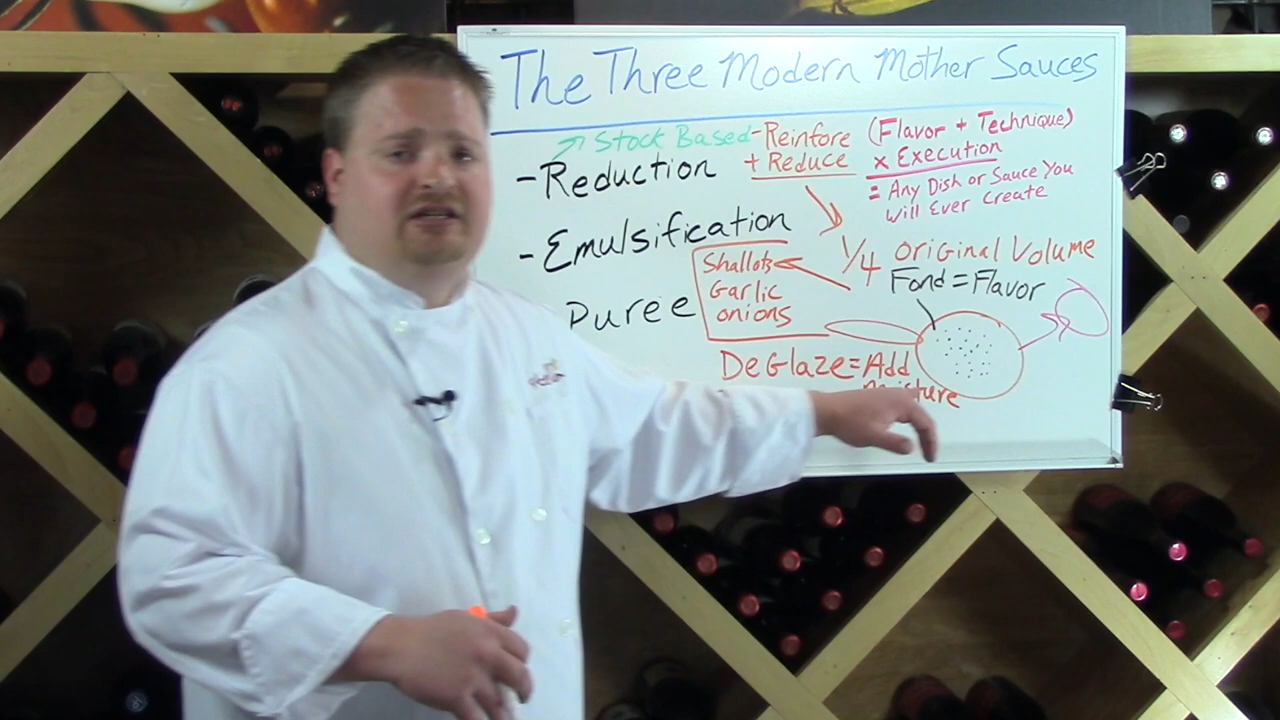 The Three Modern Mother Sauces
Stock Based - Reinfore
+ Reduce
(Flavor + Technique)
x Execution
= Any Dish or Sauce You
Will Ever Create
- Reduction
- Emulsification
Puree
1/4 original Volume
Shallots
Garlic
onions
Fond = Flavor
DeGlaze = Add
Moisture